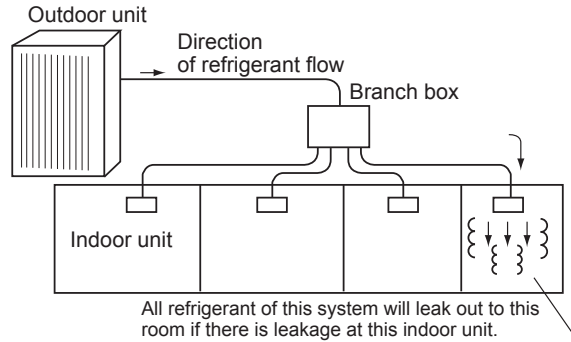 Outdoor unit
Direction
of refrigerant flow
Branch box
Indoor unit
All refrigerant of this system will leak out to this
room if there is leakage at this indoor unit.